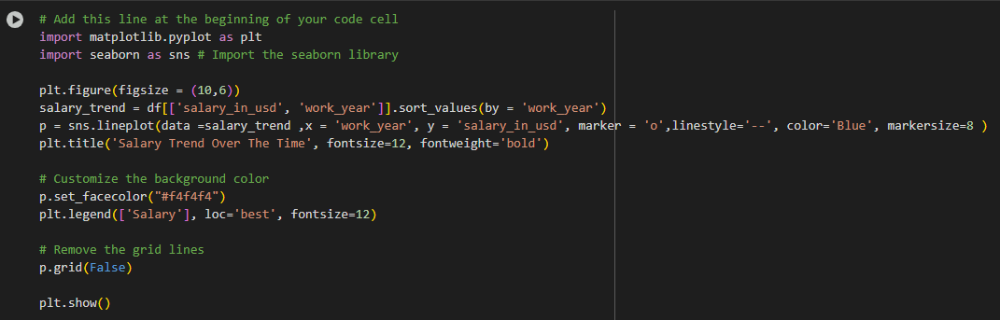 # Add this line at the beginning of your code cell
import matplotlib.pyplot as plt
import seaborn as sns # Import the seaborn library
plt.figure(figsize = (10,6))
salary_trend = df[['salary_in_usd', 'work_year']].sort_values(by = 'work_year')
p = sns.lineplot(data =salary_trend ,x = 'work_year', y = 'salary_in_usd', marker = 'o',linestyle='--', color='Blue', markersize=8 )
plt.title('Salary Trend Over The Time', fontsize=12, fontweight='bold')
# Customize the background color
p.set_facecolor("#f4f4f4")
plt.legend(['Salary'], loc='best', fontsize=12)
# Remove the grid lines
p.grid(False)
plt.show()